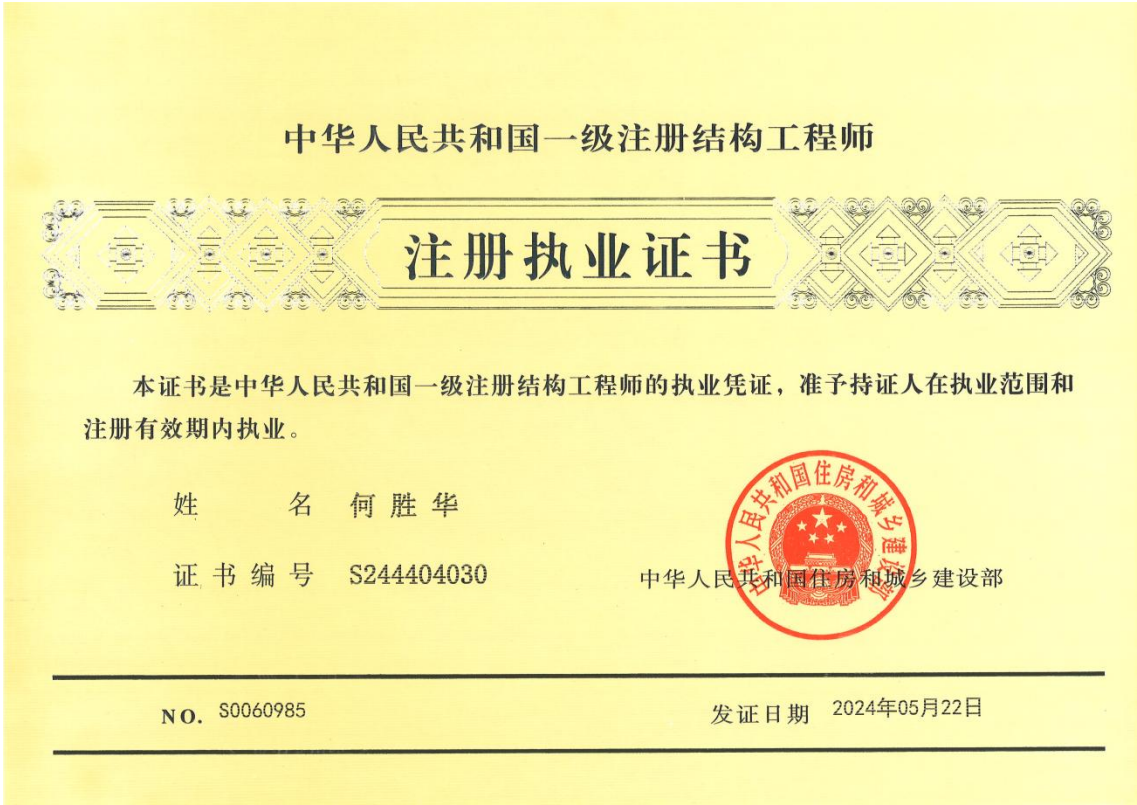 中华人民共和国一级注册结构工程师
注册执业证书
本证书是中华人民共和国一级注册结构工程师的执业凭证，准予持证人在执业范围和
注册有效期内执业。
姓 名 何胜华
证书编号 S244404030
中华人民共和国住房和城乡建设部
中华人民共和国住房和城乡建设部
NO. S0060985
发证日期 2024年05月22日